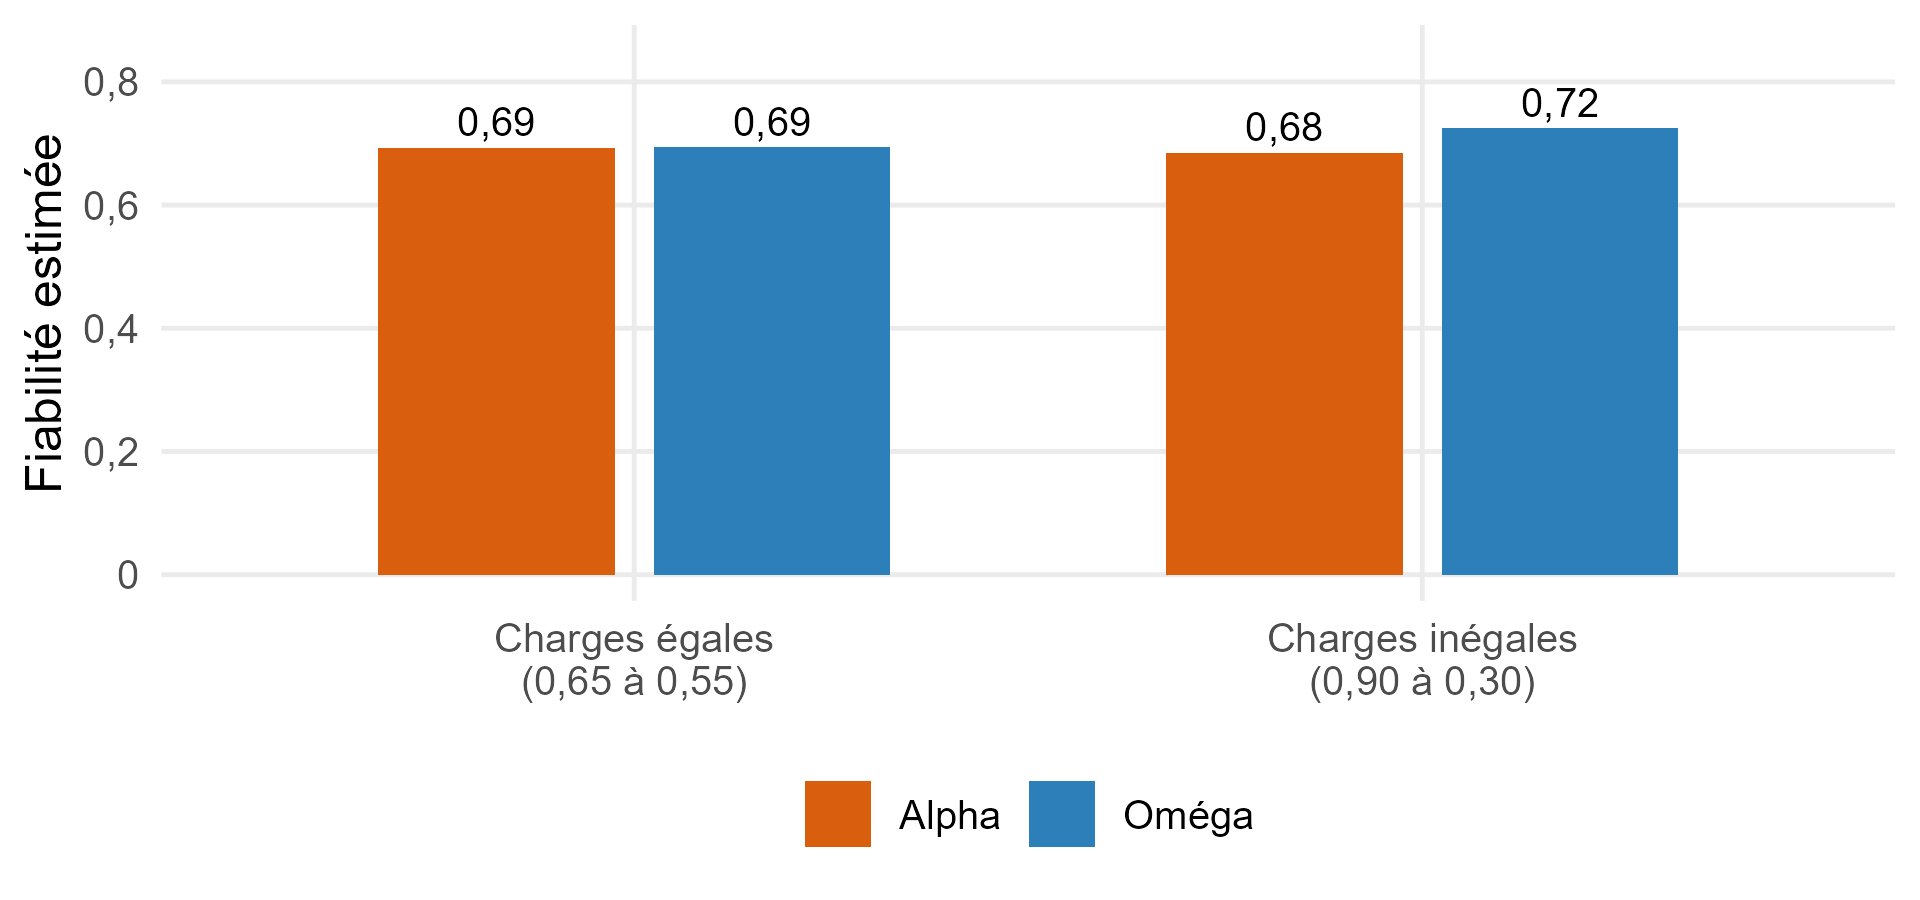 Fiabilité estimée
0,8
0,6
0,4
0,2
0
0,69
0,69
0,68
0,72
Charges égales
(0,65 à 0,55)
Charges inégales
(0,90 à 0,30)
Alpha
Oméga